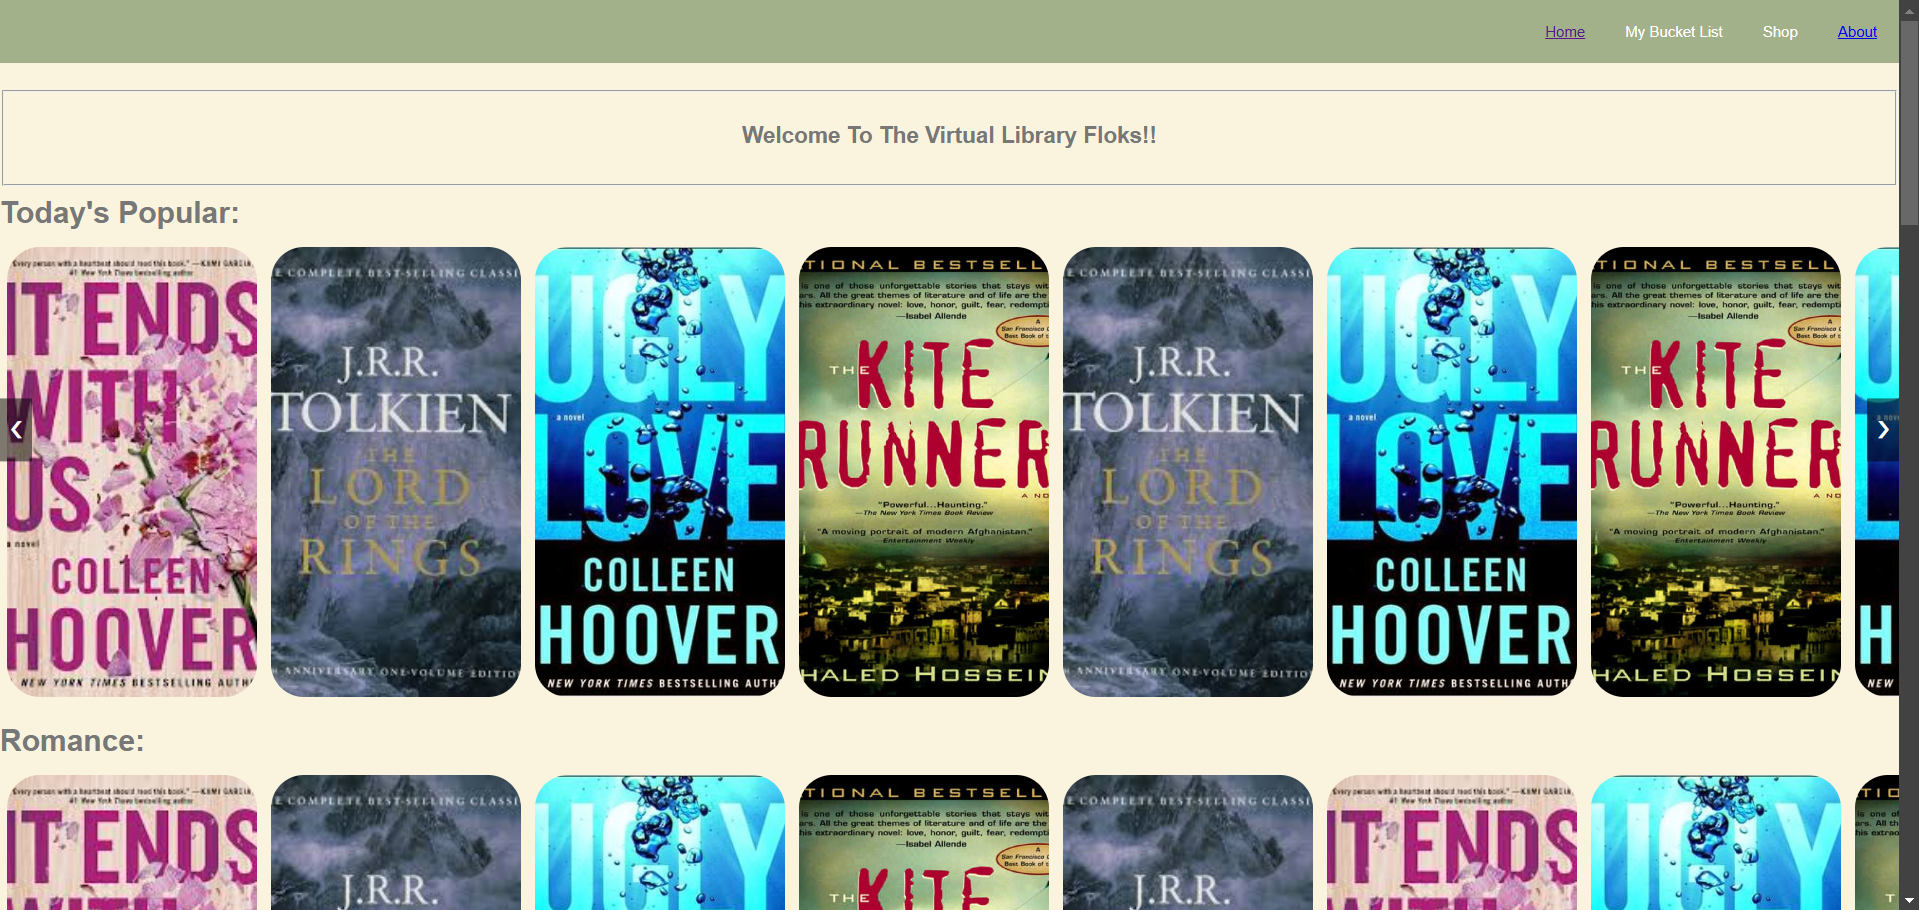 Home My Bucket List Shop About
Welcome To The Virtual Library Floks!!
Today's Popular:
"Every person with a heartbeat should read this book." —KAMI GARCIA,
#1 New York Times bestselling author
IT ENDS
WITH
US
a novel
COLLEEN
HOOVER
NEW YORK TIMES BESTSELLING AUTH
E COMPLETE BEST-SELLING CLASSI
J.R.R.
TOLKIEN
THE
LORD
OF THE
RINGS
ANNIVERSARY ONE-VOLUME EDITIO
UGLY
a novel
LOVE
COLLEEN
HOOVER
NEW YORK TIMES BESTSELLING AUTH
TIONAL BESTSELL
is one of those unforgettable stories that stays wit
ars. All the great themes of literature and of life are the
his extraordinary novel: love, honor, guilt, fear, redempti
—Isabel Allende
A
San Francisco C
Best Book of t
THE KITE
RUNNER
A NO
"Powerful...Haunting."
—The New York Times Book Review
"A moving portrait of modern Afghanistan."
—Entertainment Weekly
HALED HOSSEIN
E COMPLETE BEST-SELLING CLASSI
J.R.R.
TOLKIEN
THE
LORD
OF THE
RINGS
ANNIVERSARY ONE-VOLUME EDITIO
UGLY
a novel
LOVE
COLLEEN
HOOVER
NEW YORK TIMES BESTSELLING AUTH
TIONAL BESTSELL
is one of those unforgettable stories that stays wit
ars. All the great themes of literature and of life are the
his extraordinary novel: love, honor, guilt, fear, redempti
—Isabel Allende
A
San Francisco C
Best Book of t
THE KITE
RUNNER
A NO
"Powerful...Haunting."
—The New York Times Book Review
"A moving portrait of modern Afghanistan."
—Entertainment Weekly
HALED HOSSEIN
U
a nov
L
C
H
NEW
Romance:
"Every person with a heartbeat should read this book." —KAMI GARCIA,
#1 New York Times bestselling author
IT ENDS
WITH
E COMPLETE BEST-SELLING CLASSI
J.R.R.
UGLY
TIONAL BESTSELL
is one of those unforgettable stories that stays wit
ars. All the great themes of literature and of life are the
his extraordinary novel: love, honor, guilt, fear, redempti
—Isabel Allende
A
San Francisco C
Best Book of t
THE KITE
E COMPLETE BEST-SELLING CLASSI
J.R.R.
"Every person with a heartbeat should read this book." —KAMI GARCIA,
#1 New York Times bestselling author
IT ENDS
WITH
UGLY
TIO
is one
ars. All th
his extrao
T